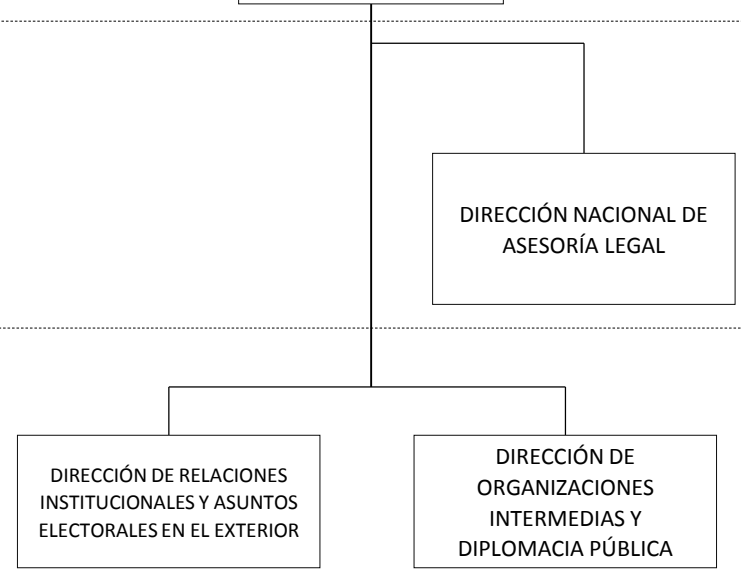 DIRECCIÓN NACIONAL DE
ASESORÍA LEGAL
DIRECCIÓN DE RELACIONES
INSTITUCIONALES Y ASUNTOS
ELECTORALES EN EL EXTERIOR
DIRECCIÓN DE
ORGANIZACIONES
INTERMEDIAS Y
DIPLOMACIA PÚBLICA